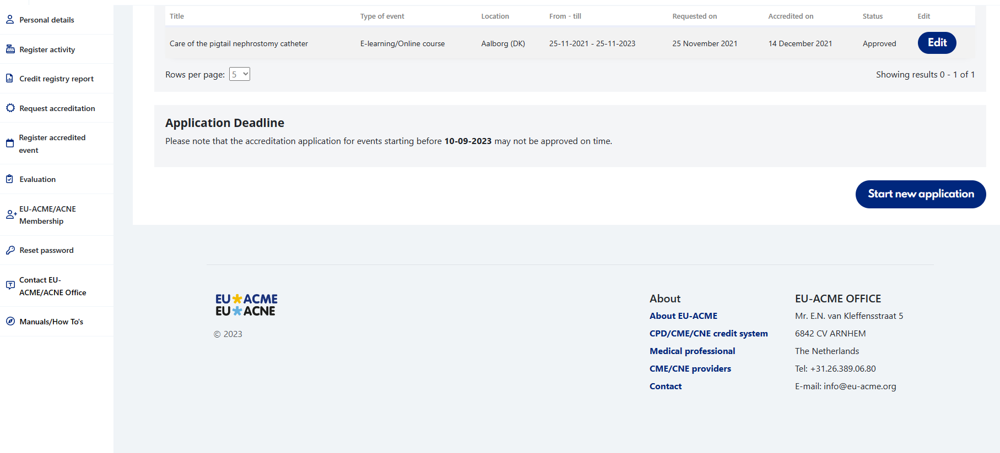 Personal details
Register activity
Credit registry report
Request accreditation
Register accredited
event
Evaluation
EU-ACME/ACNE
Membership
Reset password
Contact EU-
ACME/ACNE Office
Manuals/How To's
Title Type of event Location From - till Requested on Accredited on Status Edit
Care of the pigtail nephrostomy catheter E-learning/Online course Aalborg (DK) 25-11-2021 - 25-11-2023 25 November 2021 14 December 2021 Approved Edit
Rows per page: 5 Showing results 0 - 1 of 1
Application Deadline
Please note that the accreditation application for events starting before 10-09-2023 may not be approved on time.
Start new application
EU ACME
EU ACNE
© 2023
About
About EU-ACME
CPD/CME/CNE credit system
Medical professional
CME/CNE providers
Contact
EU-ACME OFFICE
Mr. E.N. van Kleffensstraat 5
6842 CV ARNHEM
The Netherlands
Tel: +31.26.389.06.80
E-mail: info@eu-acme.org